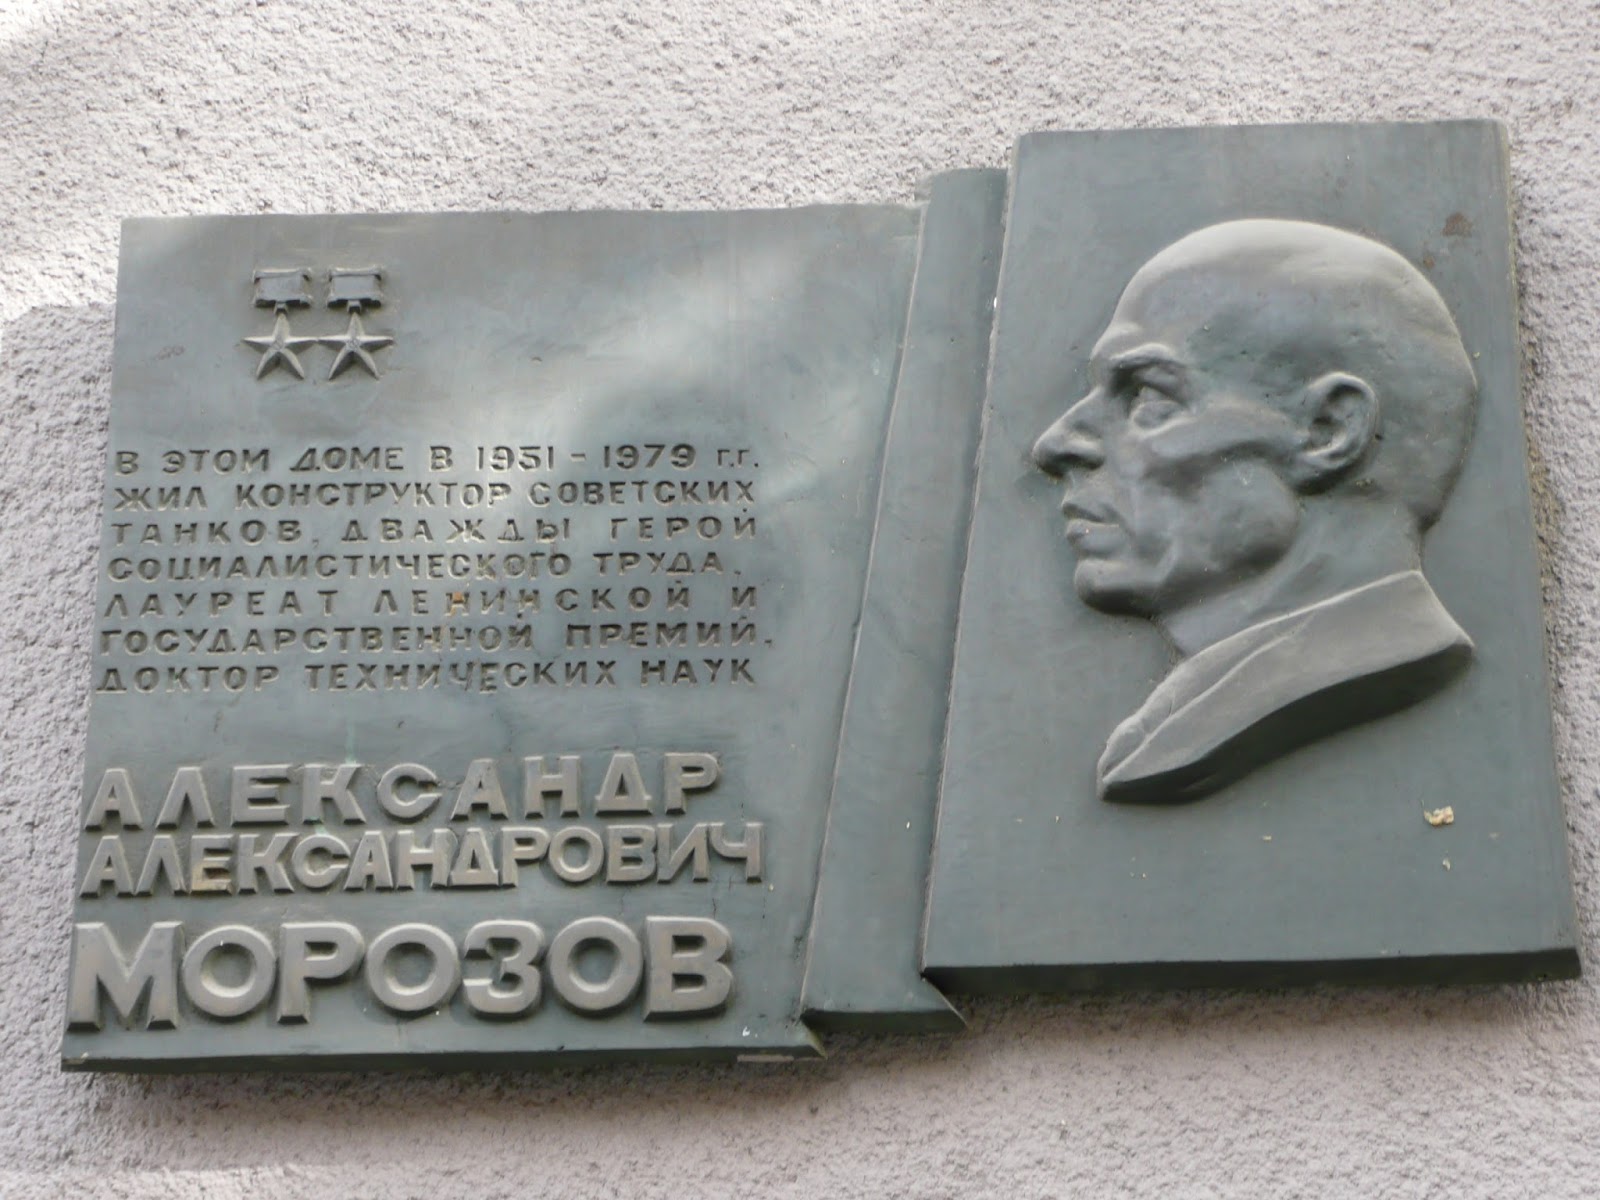 В ЭТОМ ДОМЕ В 1951-1979 Г.Г.
ЖИЛ КОНСТРУКТОР СОВЕТСКИХ
ТАНКОВ, ДВАЖДЫ ГЕРОЙ
СОЦИАЛИСТИЧЕСКОГО ТРУДА,
ЛАУРЕАТ ЛЕНИНСКОЙ И
ГОСУДАРСТВЕННОЙ ПРЕМИЙ,
ДОКТОР ТЕХНИЧЕСКИХ НАУК
АЛЕКСАНДР
АЛЕКСАНДРОВИЧ
МОРОЗОВ